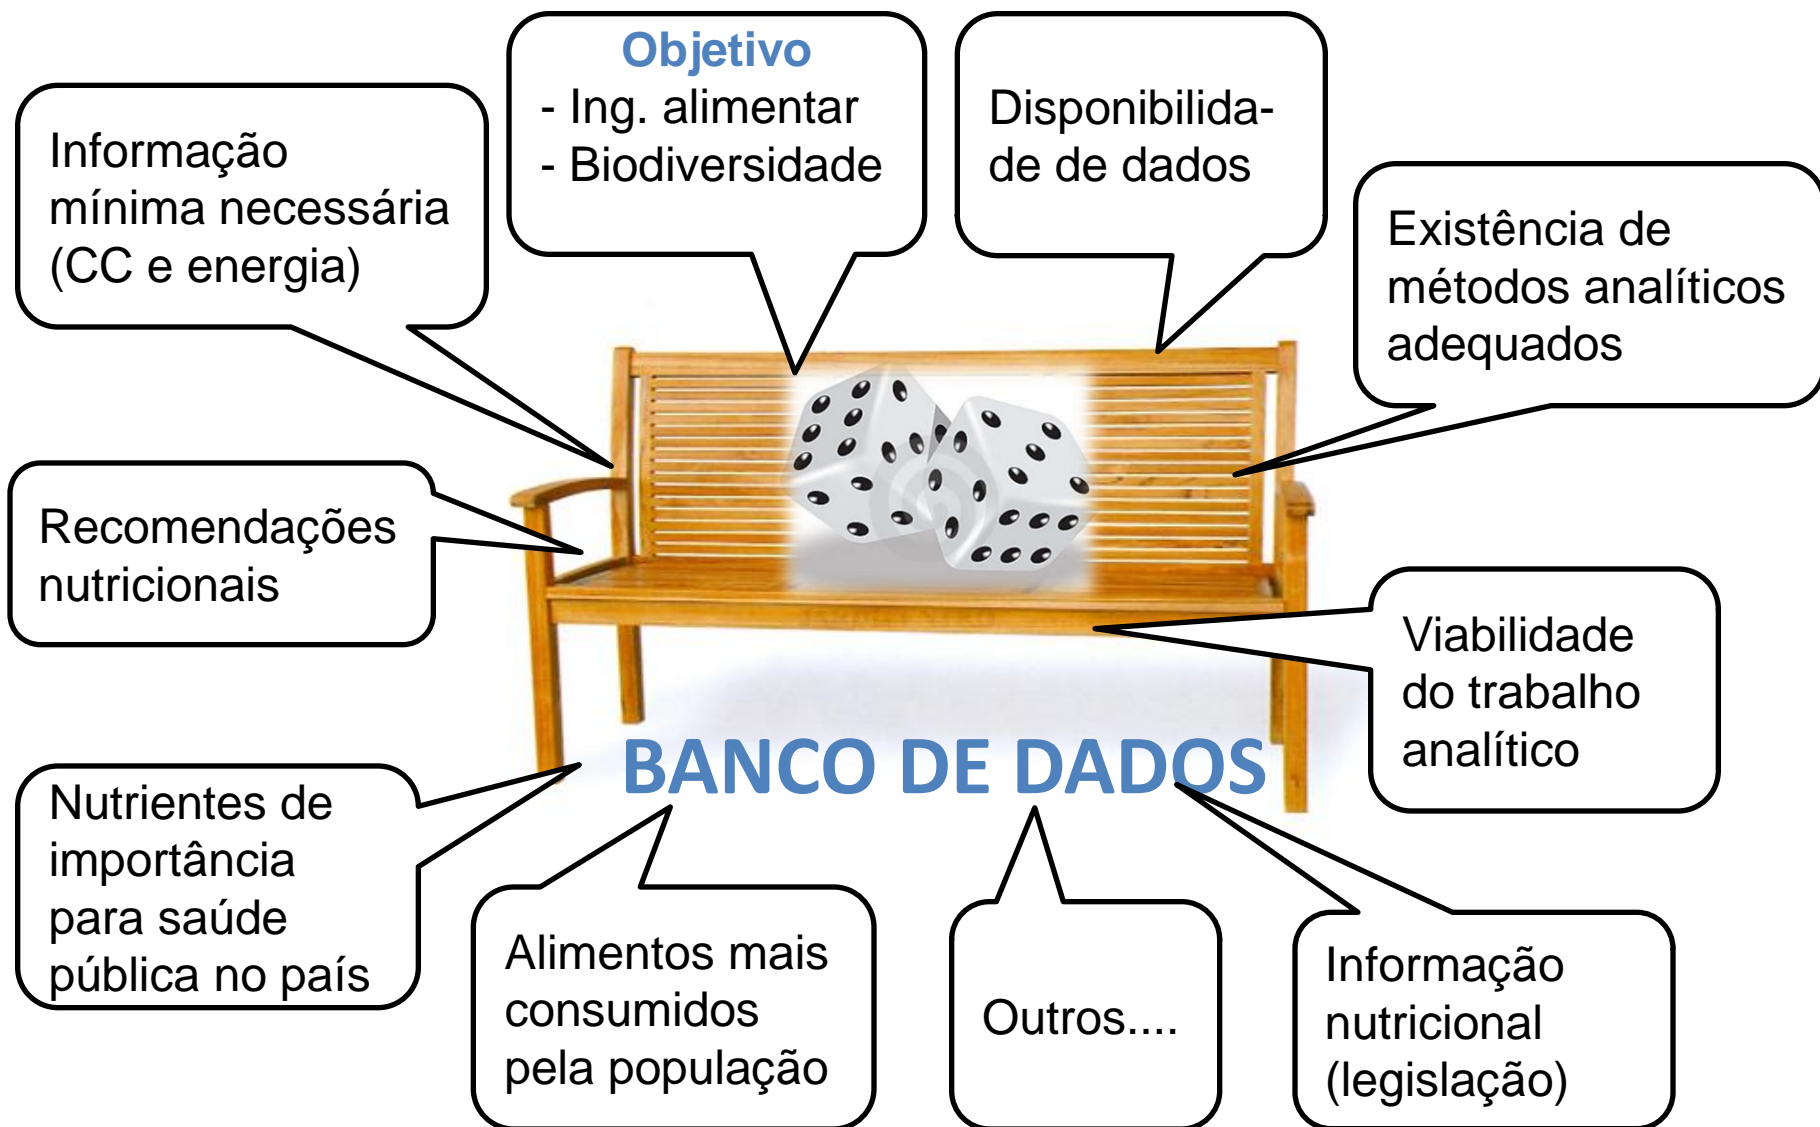 Objetivo
- Ing. alimentar
- Biodiversidade
Disponibilida-
de de dados
Informação
mínima necessária
(CC e energia)
Existência de
métodos analíticos
adequados
Recomendações
nutricionais
Viabilidade
do trabalho
analítico
BANCO DE DADOS
Nutrientes de
importância
para saúde
pública no país
Alimentos mais
consumidos
pela população
Outros....
Informação
nutricional
(legislação)